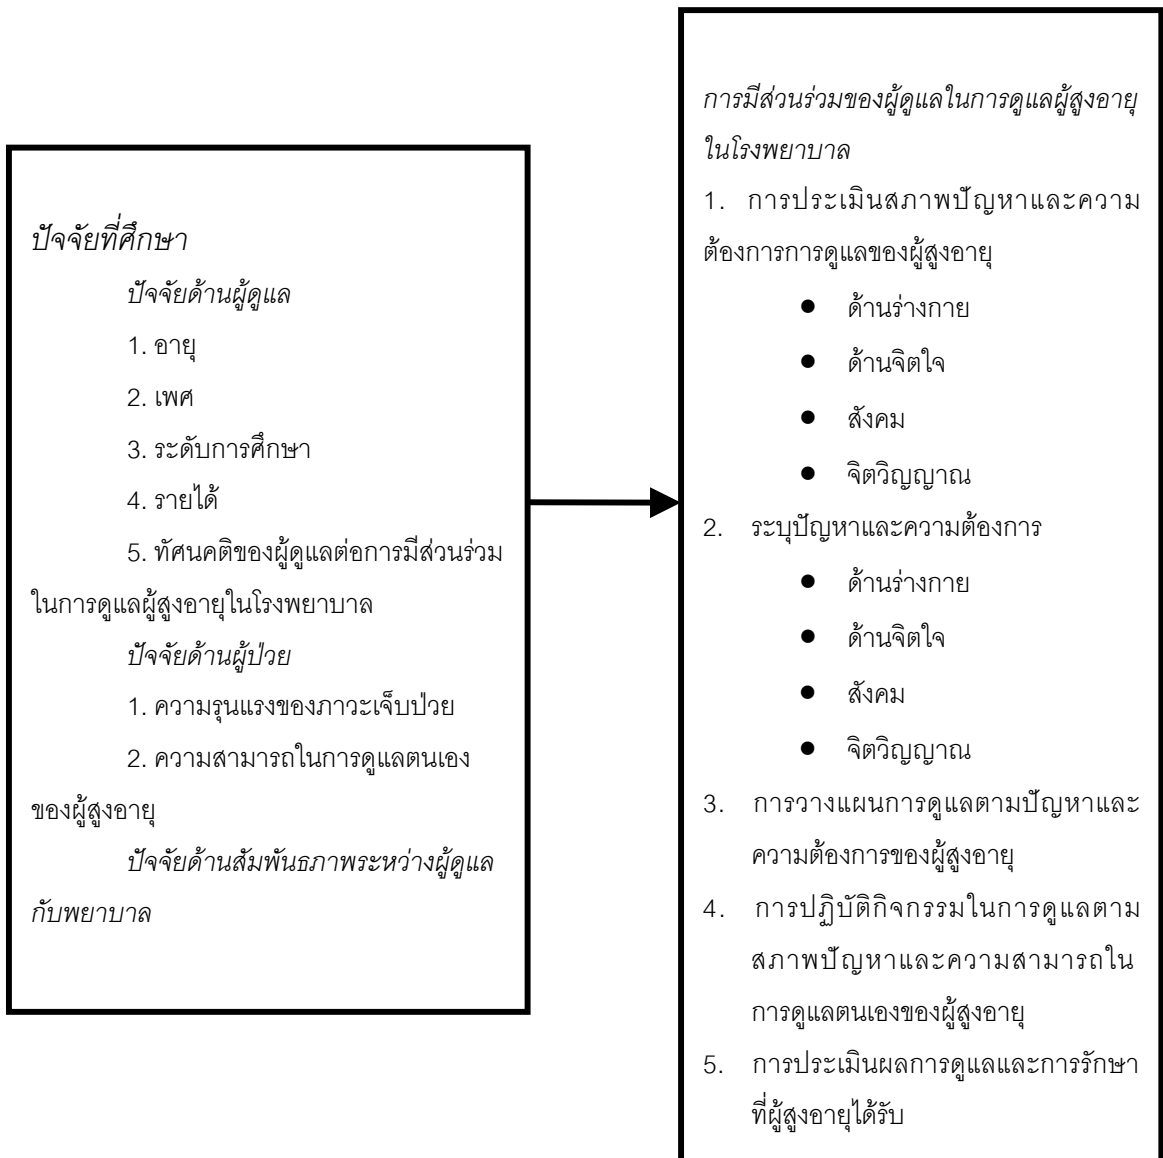 ปัจจัยที่ศึกษา
ปัจจัยด้านผู้ดูแล
1. อายุ
2. เพศ
3. ระดับการศึกษา
4. รายได้
5. ทัศนคติของผู้ดูแลต่อการมีส่วนร่วม
ในการดูแลผู้สูงอายุในโรงพยาบาล
ปัจจัยด้านผู้ป่วย
1. ความรุนแรงของภาวะเจ็บป่วย
2. ความสามารถในการดูแลตนเอง
ของผู้สูงอายุ
ปัจจัยด้านสัมพันธภาพระหว่างผู้ดูแล
กับพยาบาล
การมีส่วนร่วมของผู้ดูแลในการดูแลผู้สูงอายุ
ในโรงพยาบาล
1. การประเมินสภาพปัญหาและความ
ต้องการการดูแลของผู้สูงอายุ
● ด้านร่างกาย
● ด้านจิตใจ
● สังคม
● จิตวิญญาณ
2. ระบุปัญหาและความต้องการ
● ด้านร่างกาย
● ด้านจิตใจ
● สังคม
● จิตวิญญาณ
3. การวางแผนการดูแลตามปัญหาและ
ความต้องการของผู้สูงอายุ
4. การปฏิบัติกิจกรรมในการดูแลตาม
สภาพปัญหาและความสามารถใน
การดูแลตนเองของผู้สูงอายุ
5. การประเมินผลการดูแลและการรักษา
ที่ผู้สูงอายุได้รับ